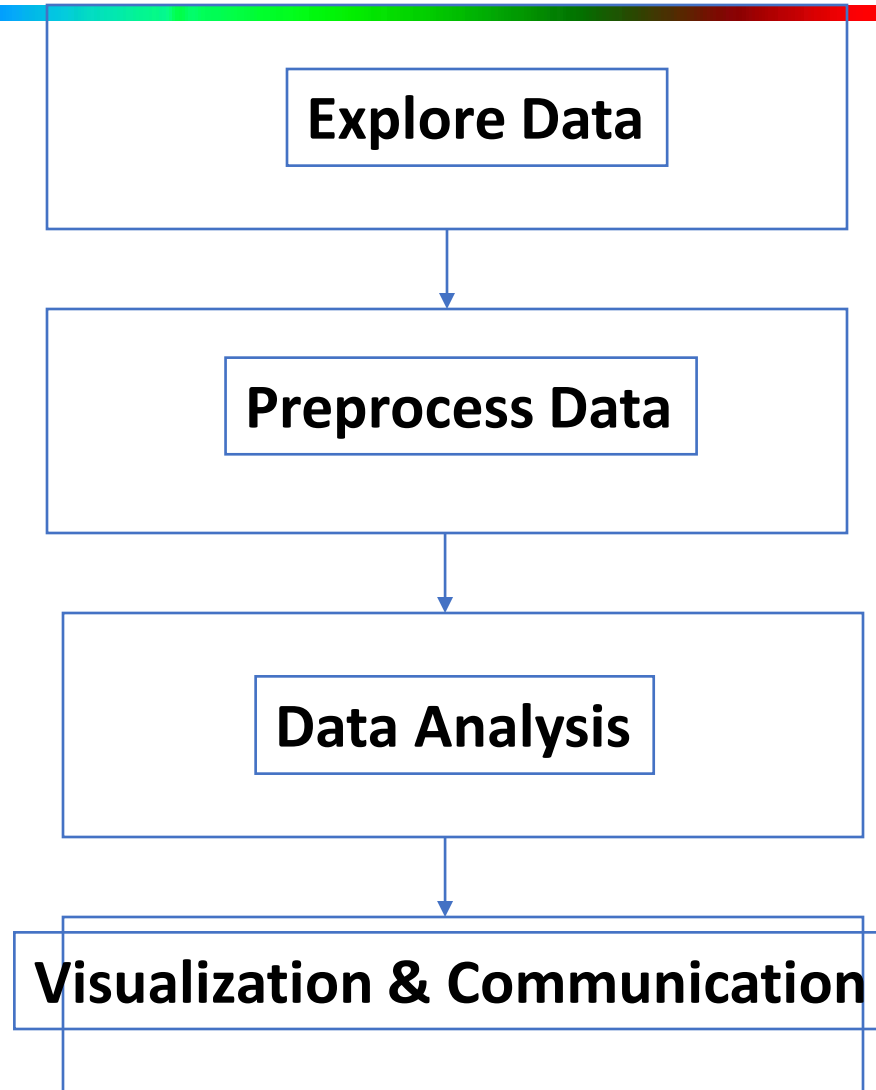 Explore Data
Preprocess Data
Data Analysis
Visualization & Communication